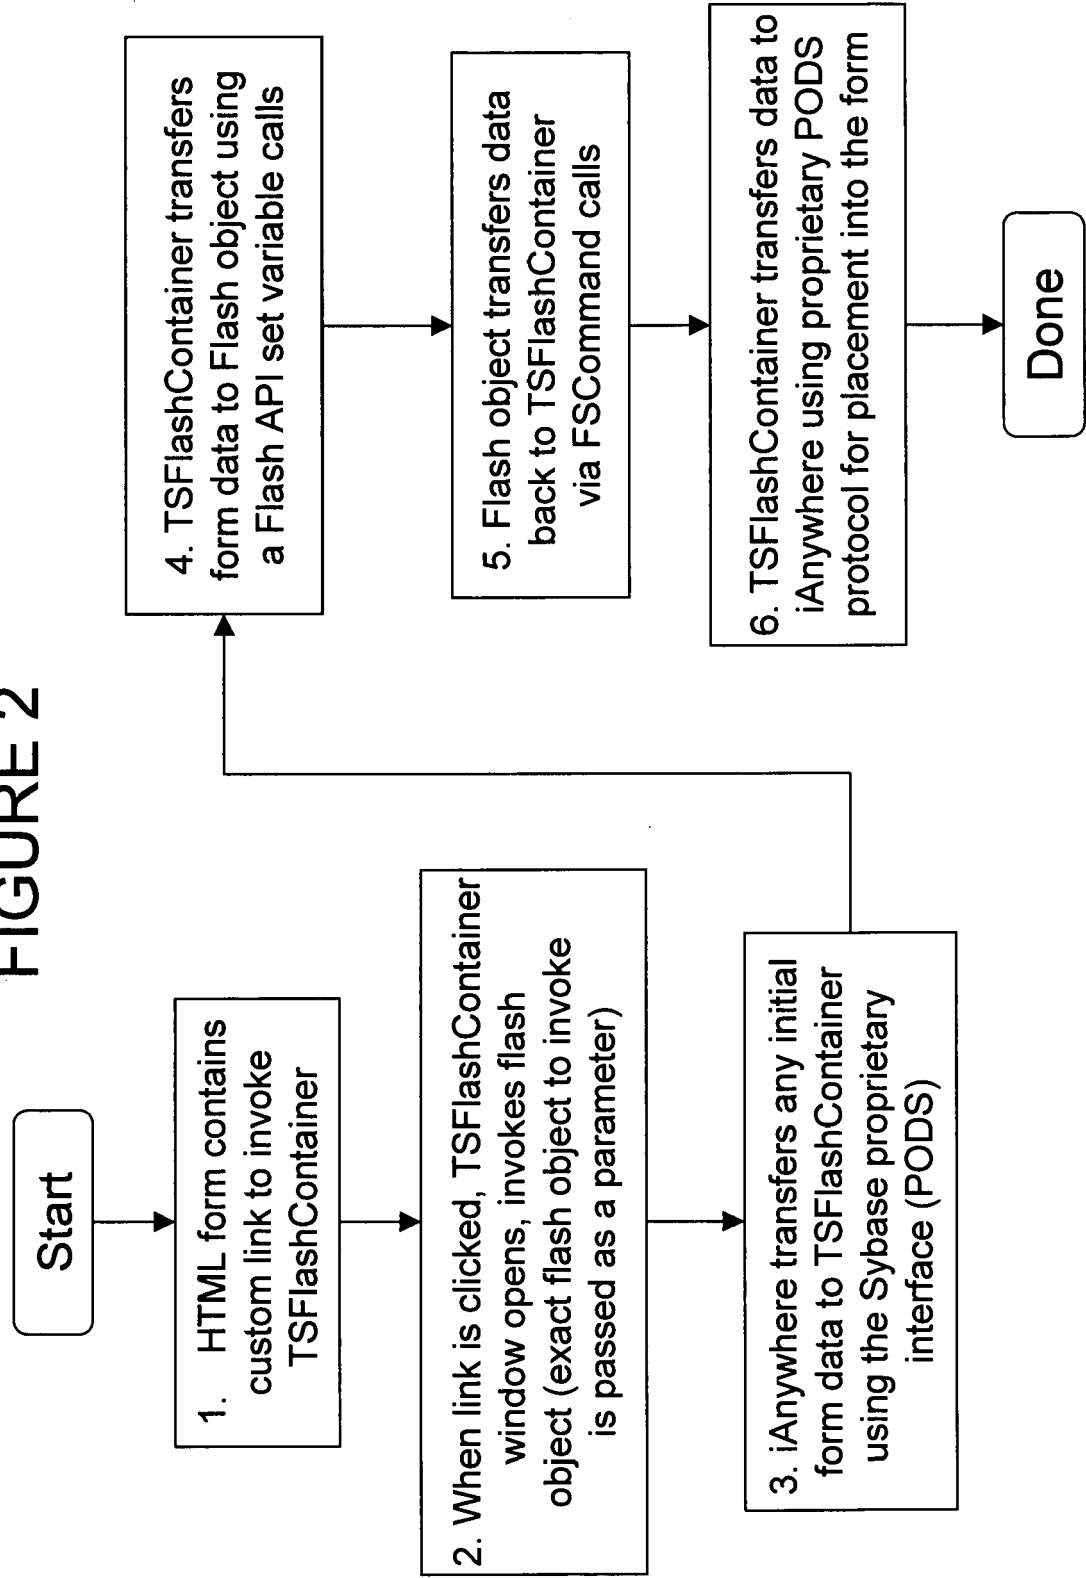 FIGURE 2
Start
1. HTML form contains
custom link to invoke
TSFlashContainer
2. When link is clicked, TSFlashContainer
window opens, invokes flash
object (exact flash object to invoke
is passed as a parameter)
3. iAnywhere transfers any initial
form data to TSFlashContainer
using the Sybase proprietary
interface (PODS)
4. TSFlashContainer transfers
form data to Flash object using
a Flash API set variable calls
5. Flash object transfers data
back to TSFlashContainer
via FSCommand calls
6. TSFlashContainer transfers data to
iAnywhere using proprietary PODS
protocol for placement into the form
Done